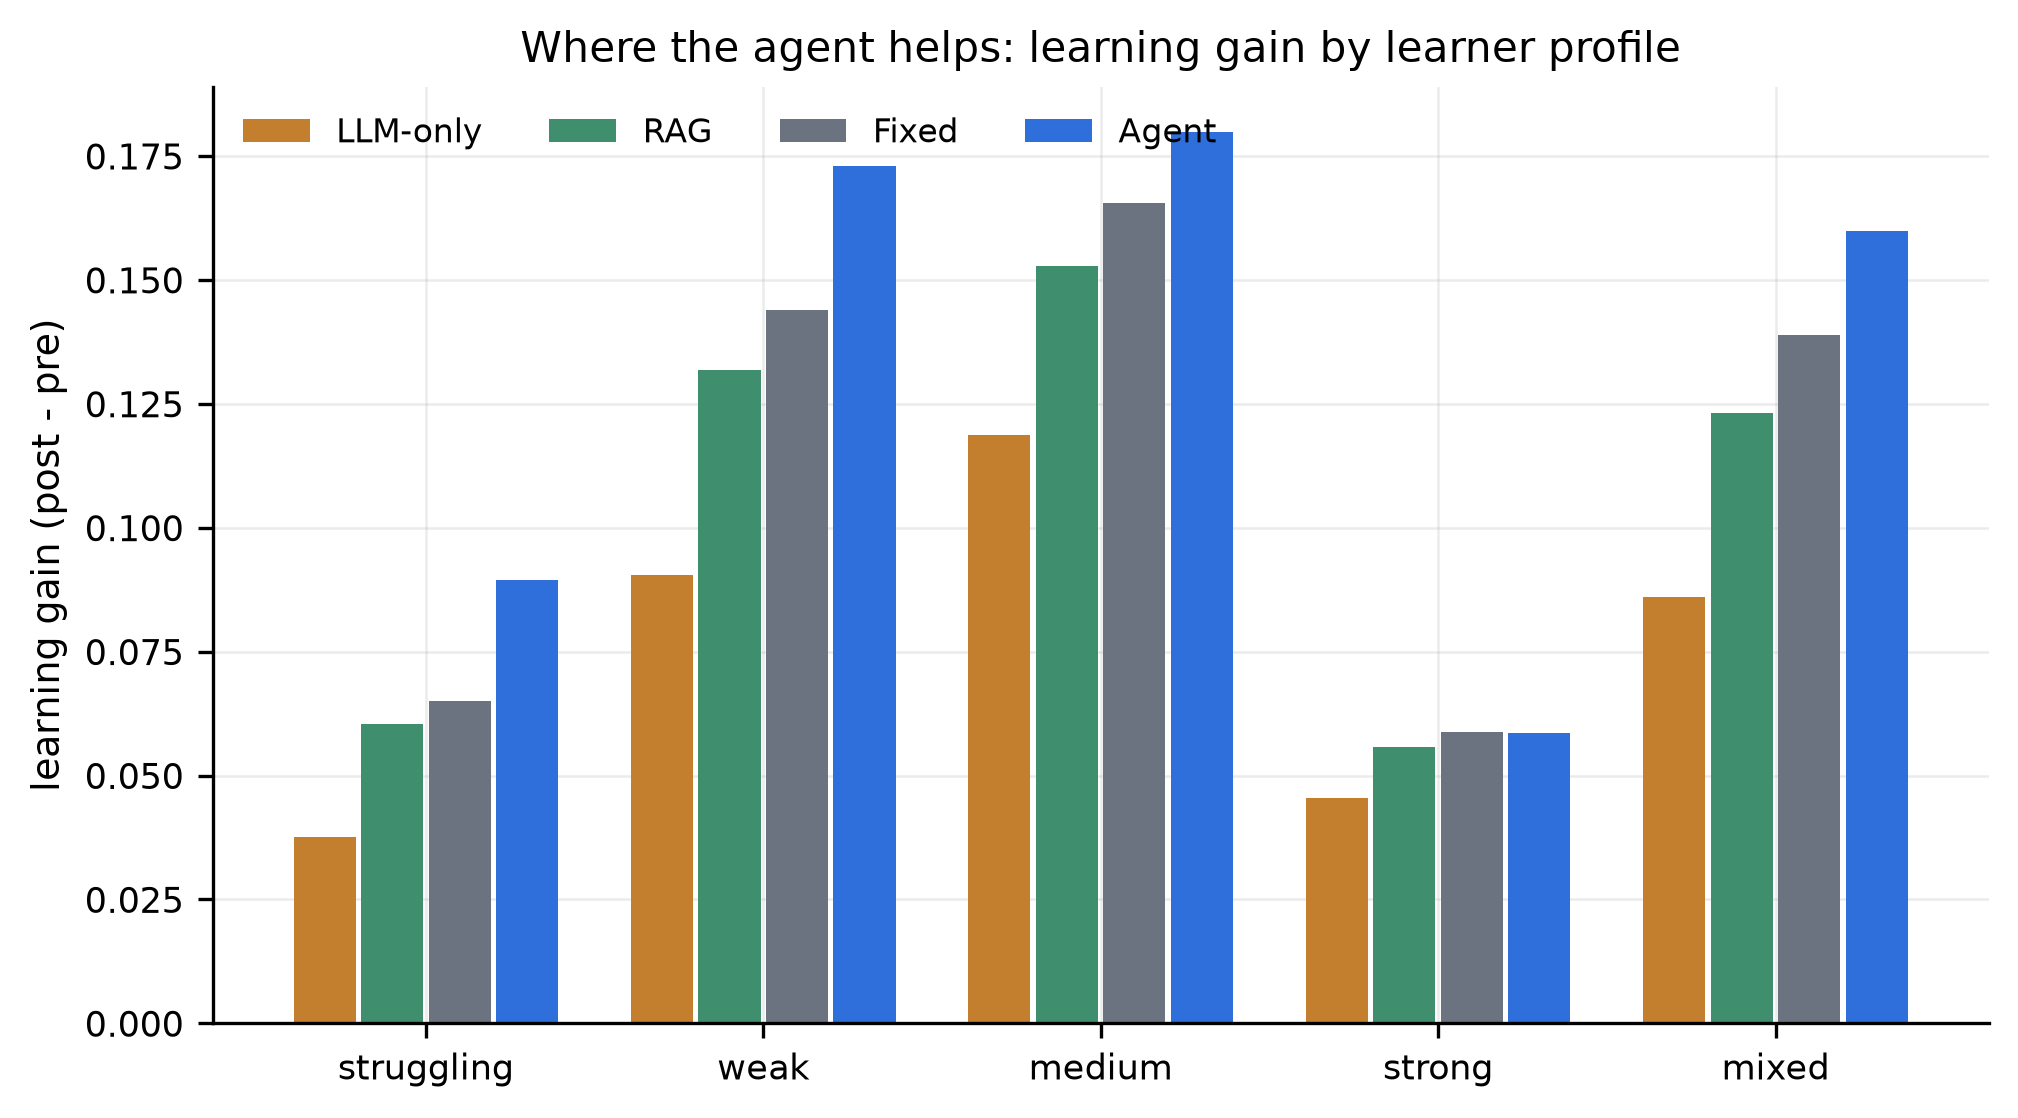 Where the agent helps: learning gain by learner profile
LLM-only RAG Fixed Agent
learning gain (post - pre)
0.175
0.150
0.125
0.100
0.075
0.050
0.025
0.000
struggling weak medium strong mixed